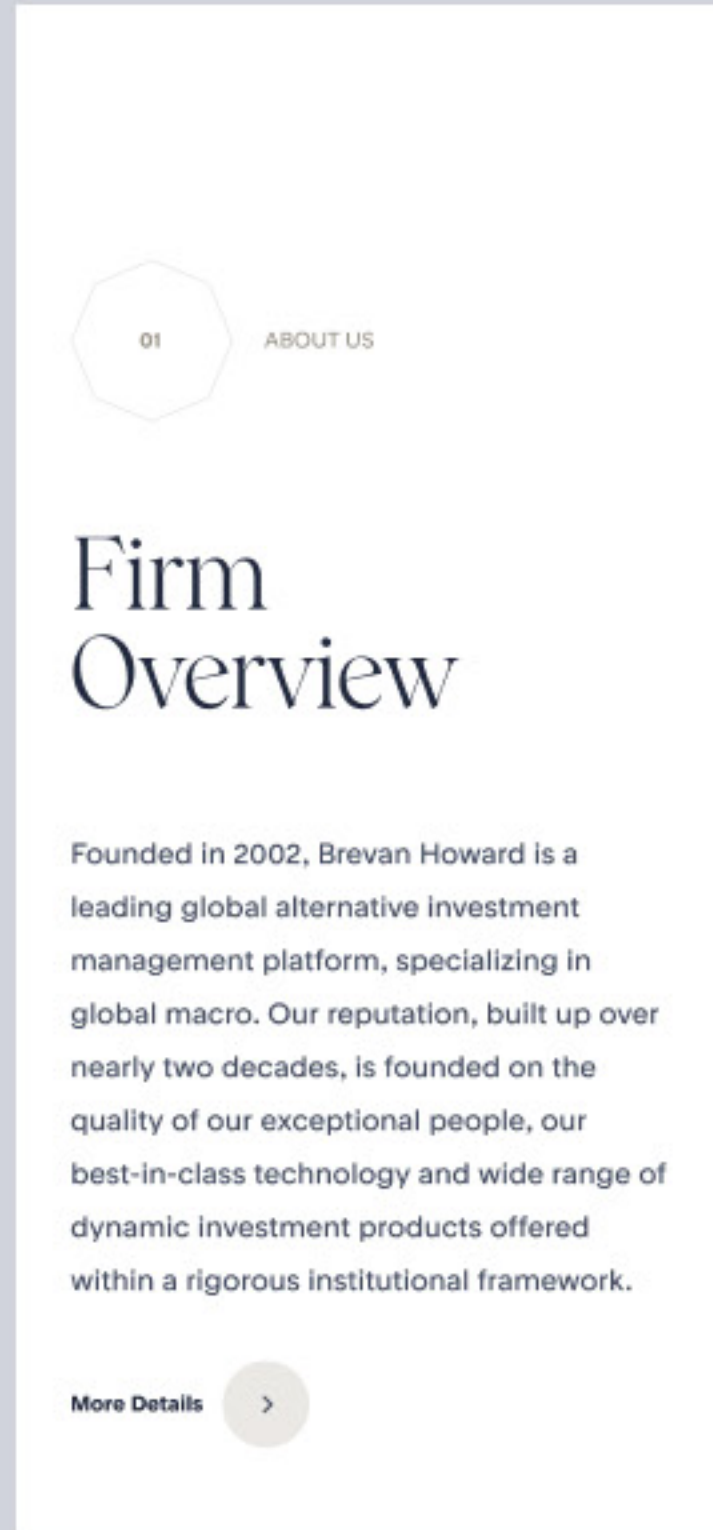 01
ABOUT US
Firm
Overview
Founded in 2002, Brevan Howard is a
leading global alternative investment
management platform, specializing in
global macro. Our reputation, built up over
nearly two decades, is founded on the
quality of our exceptional people, our
best-in-class technology and wide range of
dynamic investment products offered
within a rigorous institutional framework.
More Details